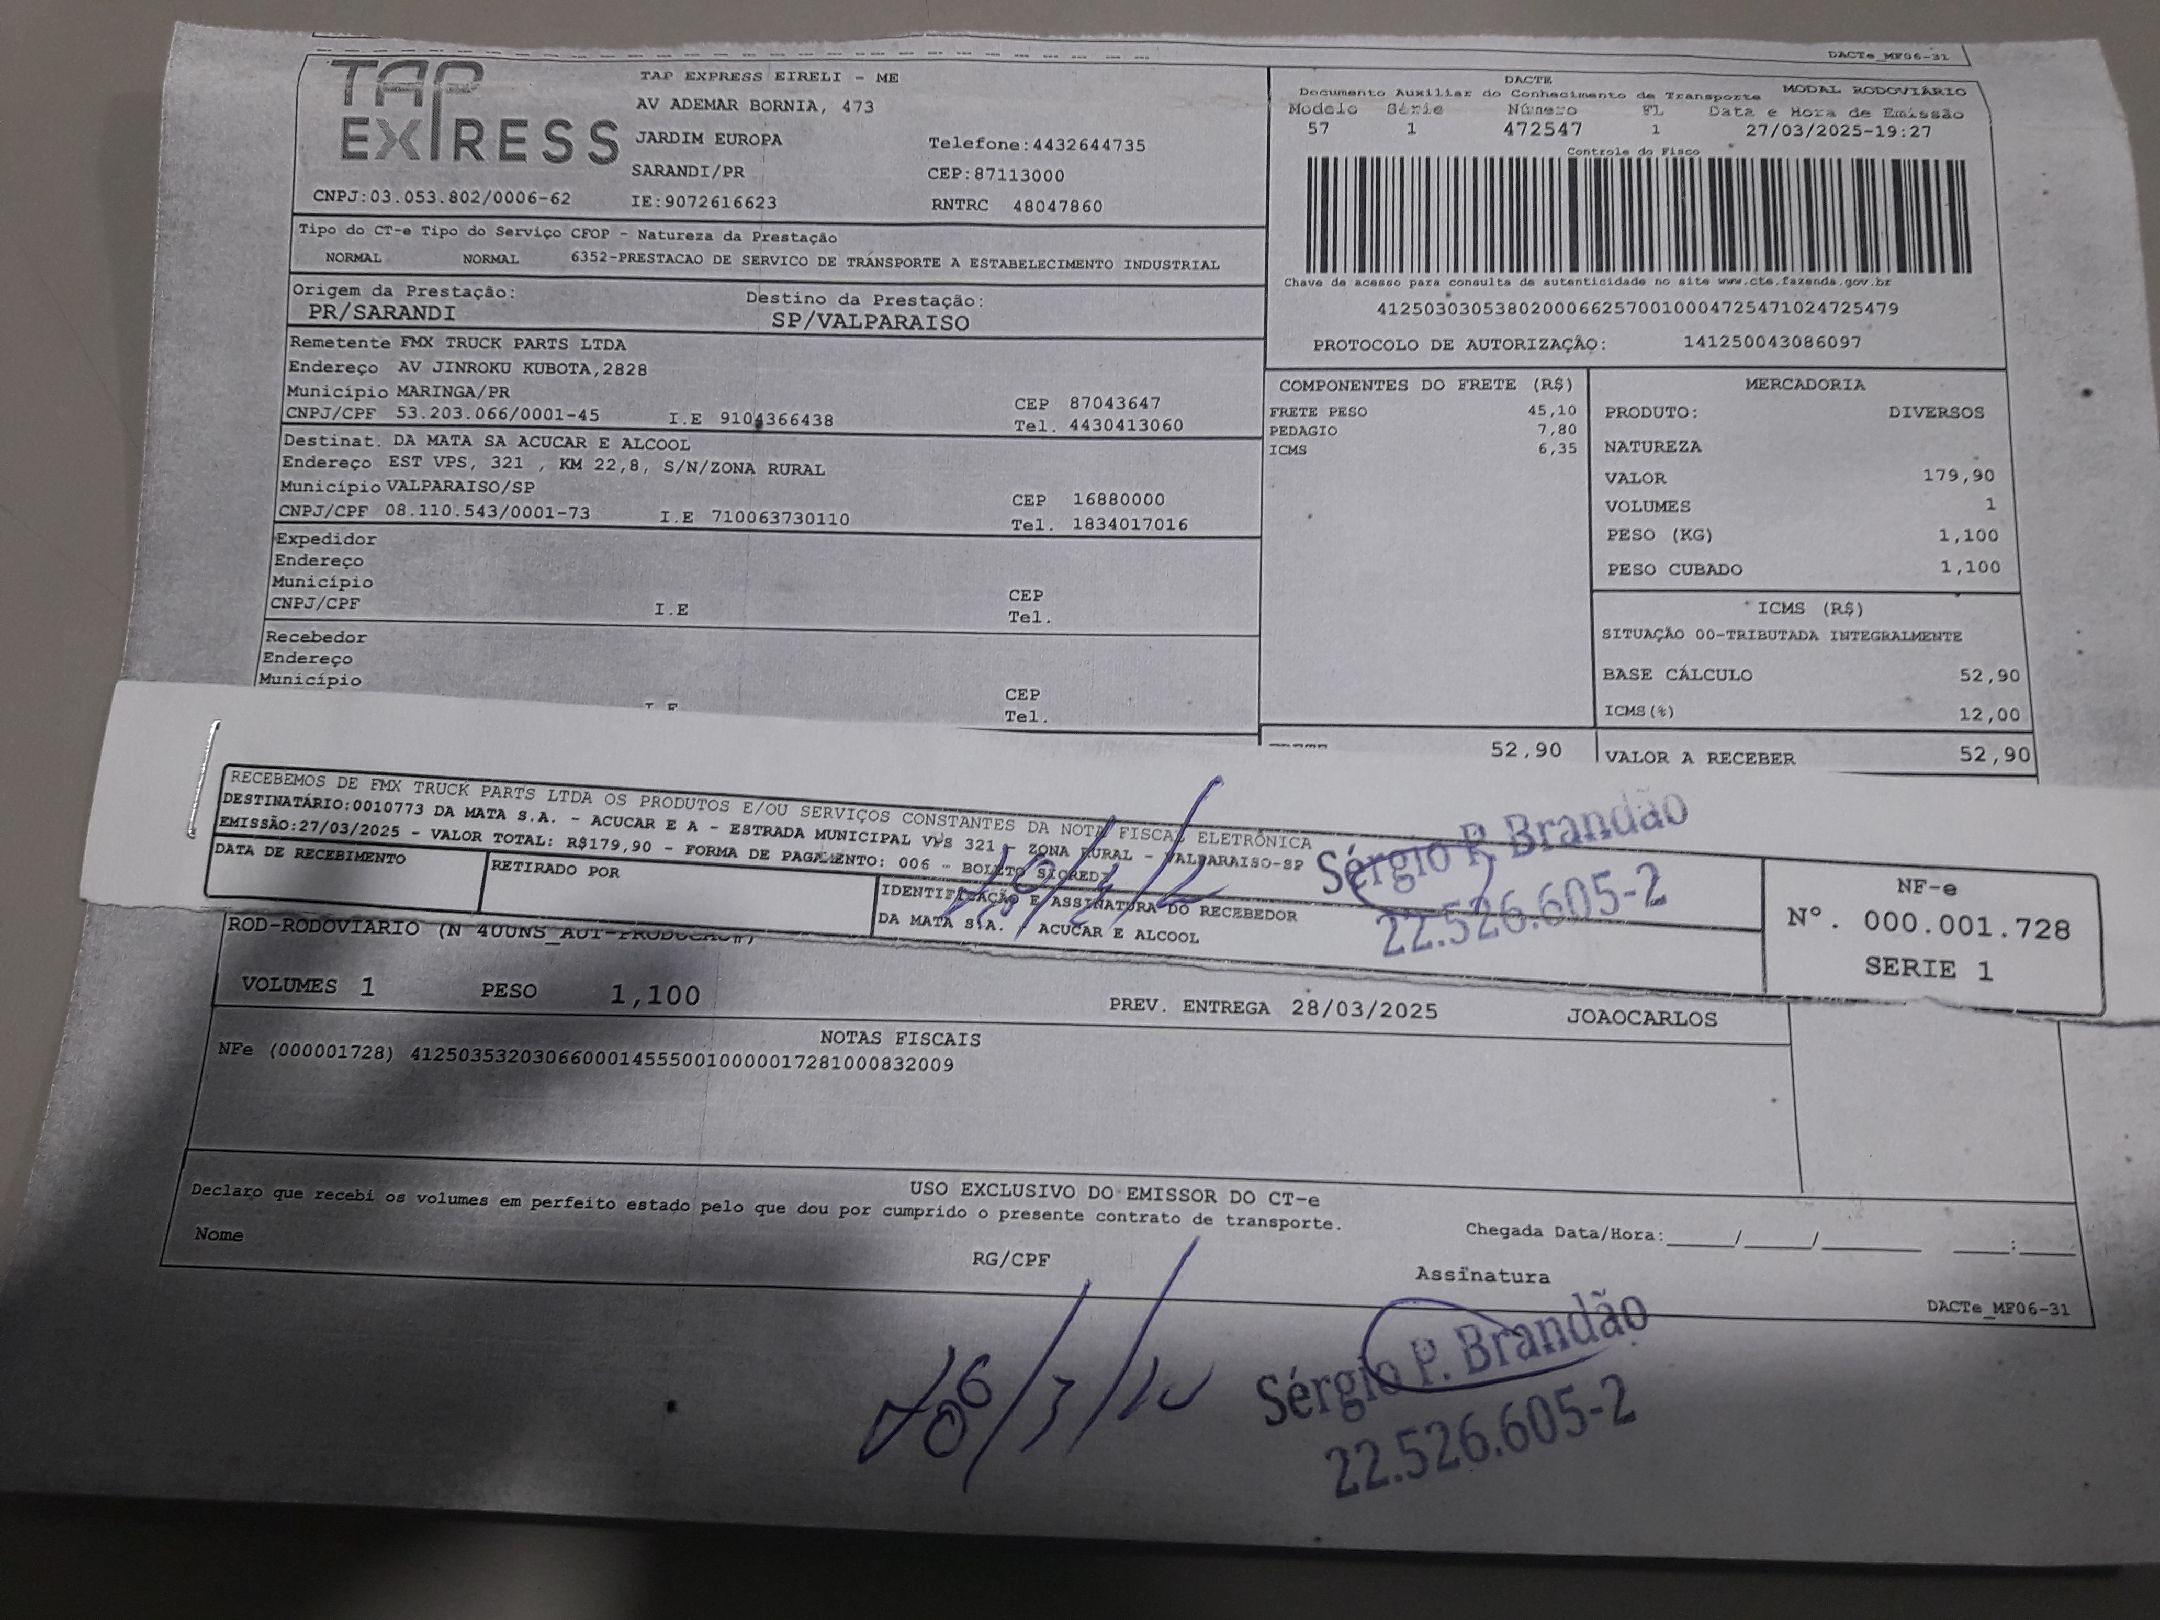 DACTe_MF06-31
TAP EXPRESS
TAP EXPRESS EIRELI - ME
AV ADEMAR BORNIA, 473
JARDIM EUROPA Telefone:4432644735
SARANDI/PR CEP:87113000
CNPJ:03.053.802/0006-62 IE:9072616623 RNTRC 48047860
DACTE
Documento Auxiliar do Conhecimento de Transporte MODAL RODOVIÁRIO
Modelo Série Número FL Data e Hora de Emissão
57 1 472547 1 27/03/2025-19:27
Controle do Fisco
Chave de acesso para consulta de autenticidade no site www.cte.fazenda.gov.br
41250303053802000662570010004725471024725479
PROTOCOLO DE AUTORIZAÇÃO: 141250043086097
Tipo do CT-e Tipo do Serviço CFOP - Natureza da Prestação
NORMAL NORMAL 6352-PRESTACAO DE SERVICO DE TRANSPORTE A ESTABELECIMENTO INDUSTRIAL
Origem da Prestação: Destino da Prestação:
PR/SARANDI SP/VALPARAISO
Remetente FMX TRUCK PARTS LTDA
Endereço AV JINROKU KUBOTA,2828
Município MARINGA/PR CEP 87043647
CNPJ/CPF 53.203.066/0001-45 I.E 9104366438 Tel. 4430413060
Destinat. DA MATA SA ACUCAR E ALCOOL
Endereço EST VPS, 321 , KM 22,8, S/N/ZONA RURAL
Município VALPARAISO/SP CEP 16880000
CNPJ/CPF 08.110.543/0001-73 I.E 710063730110 Tel. 1834017016
Expedidor
Endereço
Município CEP
CNPJ/CPF I.E Tel.
Recebedor
Endereço
Município CEP
I.E Tel.
COMPONENTES DO FRETE (R$)
FRETE PESO 45,10
PEDAGIO 7,80
ICMS 6,35
52,90
MERCADORIA
PRODUTO: DIVERSOS
NATUREZA
VALOR 179,90
VOLUMES 1
PESO (KG) 1,100
PESO CUBADO 1,100
ICMS (R$)
SITUAÇÃO 00-TRIBUTADA INTEGRALMENTE
BASE CÁLCULO 52,90
ICMS(%) 12,00
VALOR A RECEBER 52,90
RECEBEMOS DE FMX TRUCK PARTS LTDA OS PRODUTOS E/OU SERVIÇOS CONSTANTES DA NOTA FISCAL ELETRÔNICA
DESTINATÁRIO:0010773 DA MATA S.A. - ACUCAR E A - ESTRADA MUNICIPAL VPS 321 - ZONA RURAL - VALPARAISO-SP
EMISSÃO:27/03/2025 - VALOR TOTAL: R$179,90 - FORMA DE PAGAMENTO: 006 - BOLETO SICREDI
DATA DE RECEBIMENTO RETIRADO POR IDENTIFICAÇÃO E ASSINATURA DO RECEBEDOR
DA MATA S.A. - ACUCAR E ALCOOL
Sérgio P. Brandão
22.526.605-2
NF-e
Nº. 000.001.728
SERIE 1
ROD-RODOVIARIO
VOLUMES 1 PESO 1,100 PREV. ENTREGA 28/03/2025 JOAOCARLOS
NOTAS FISCAIS
NFe (000001728) 41250353203066000145550010000017281000832009
USO EXCLUSIVO DO EMISSOR DO CT-e
Declaro que recebi os volumes em perfeito estado pelo que dou por cumprido o presente contrato de transporte.
Nome RG/CPF Chegada Data/Hora:____/____/______ ____:____
Assinatura
DACTe_MF06-31
Sérgio P. Brandão
22.526.605-2